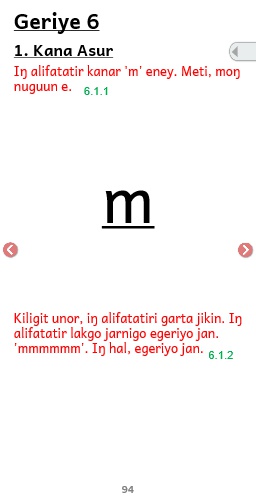 Geriye 6
1. Kana Asur
Iŋ alifatatir kanar 'm' eney. Meti, moŋ
nuguun e. 6.1.1
m
Kiligit unor, iŋ alifatatiri garta jikin. Iŋ
alifatatir lakgo jarnigo egeriyo jan.
'mmmmmm'. Iŋ hal, egeriyo jan. 6.1.2
94